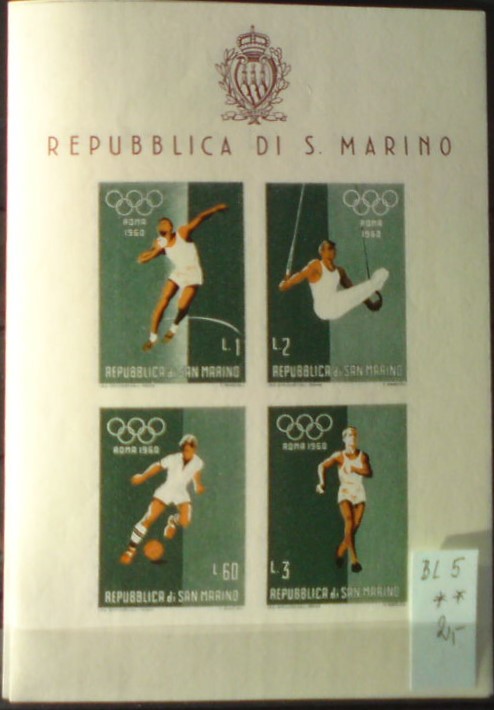 REPUBBLICA DI S. MARINO
ROMA
1960
L.1
REPUBBLICA di SAN MARINO
ROMA
1960
L.2
REPUBBLICA di SAN MARINO
ROMA 1960
L 60
REPUBBLICA di SAN MARINO
ROMA 1960
L.3
REPUBBLICA di SAN MARINO
BL 5
* *
2,-